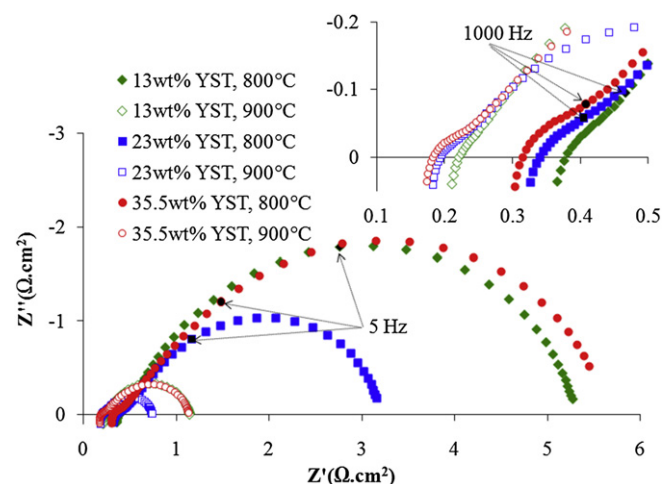 -0.2
1000 Hz
-0.1
0
0.1 0.2 0.3 0.4 0.5
13wt% YST, 800°C
13wt% YST, 900°C
23wt% YST, 800°C
23wt% YST, 900°C
35.5wt% YST, 800°C
35.5wt% YST, 900°C
-3
-2
-1
0
Z''(Ω.cm²)
5 Hz
0 1 2 3 4 5 6
Z'(Ω.cm²)